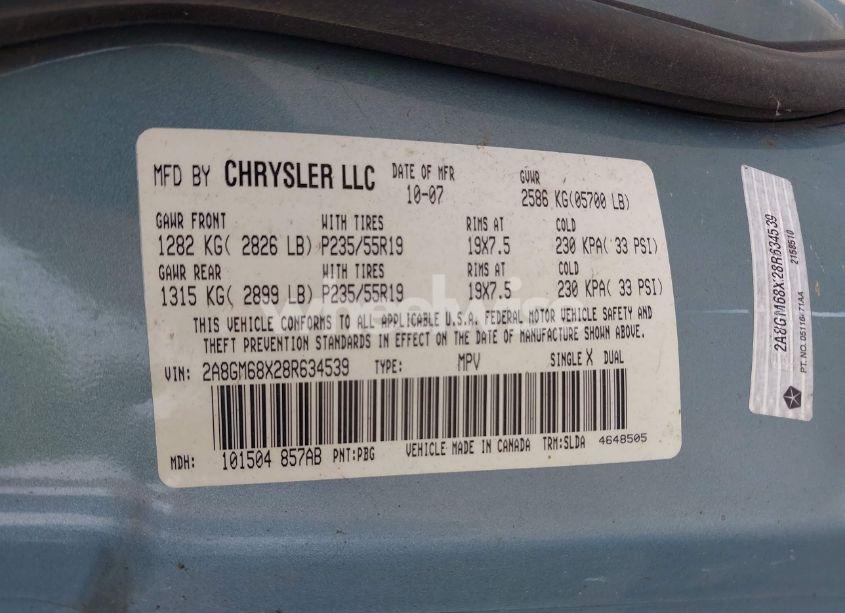 MFD BY CHRYSLER LLC DATE OF MFR 10-07 GVWR 2586 KG(05700 LB)
GAWR FRONT WITH TIRES RIMS AT COLD
1282 KG( 2826 LB) P235/55R19 19X7.5 230 KPA( 33 PSI)
GAWR REAR WITH TIRES RIMS AT COLD
1315 KG( 2899 LB) P235/55R19 19X7.5 230 KPA( 33 PSI)
THIS VEHICLE CONFORMS TO ALL APPLICABLE U.S.A. FEDERAL MOTOR VEHICLE SAFETY AND
THEFT PREVENTION STANDARDS IN EFFECT ON THE DATE OF MANUFACTURE SHOWN ABOVE.
VIN: 2A8GM68X28R634539 TYPE: MPV SINGLE X DUAL
MDH: 101504 857AB PNT:PBG VEHICLE MADE IN CANADA TRM:SLDA 4648505
2A8GM68X28R634539
2158510
PT. NO.
wheelwise